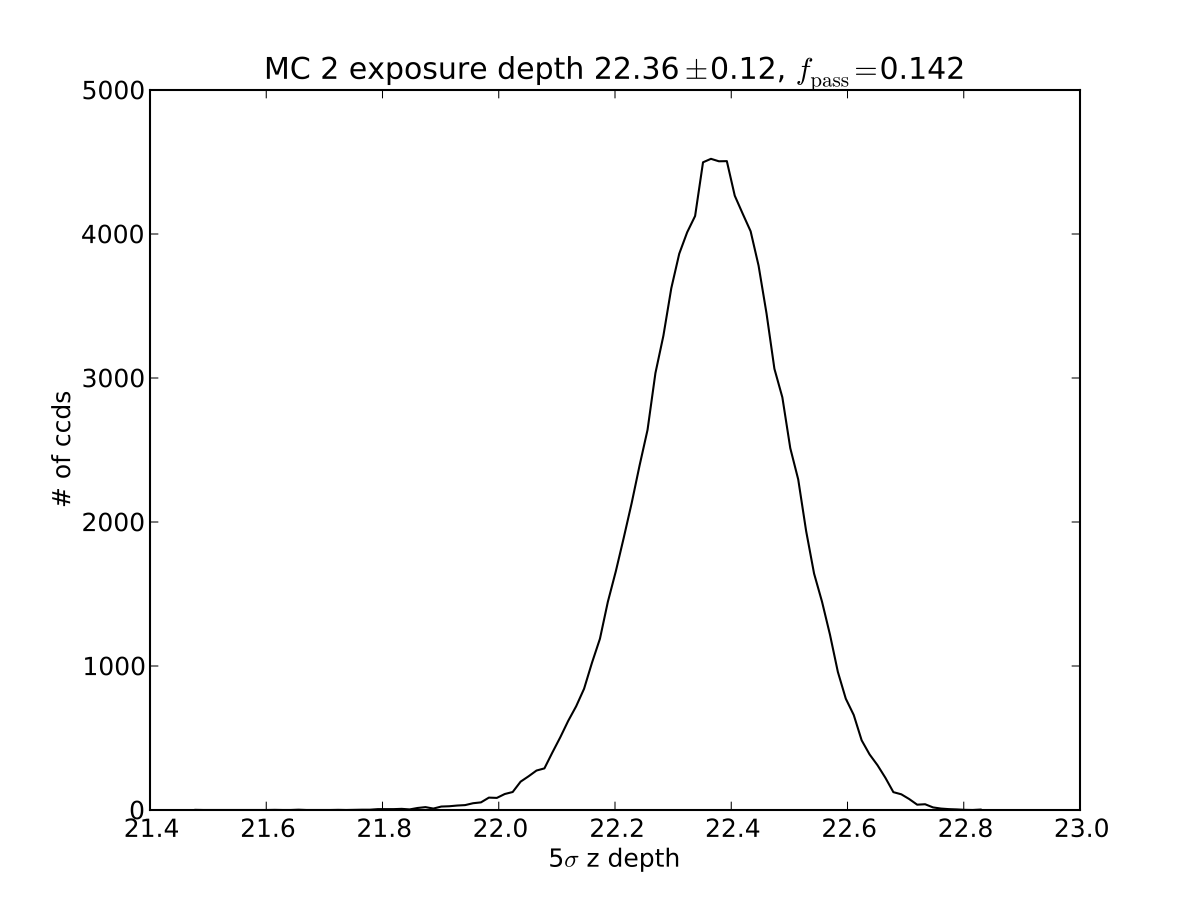 MC 2 exposure depth 22.36±0.12, f_pass=0.142
5000
4000
3000
2000
1000
0
# of ccds
21.4 21.6 21.8 22.0 22.2 22.4 22.6 22.8 23.0
5σ z depth